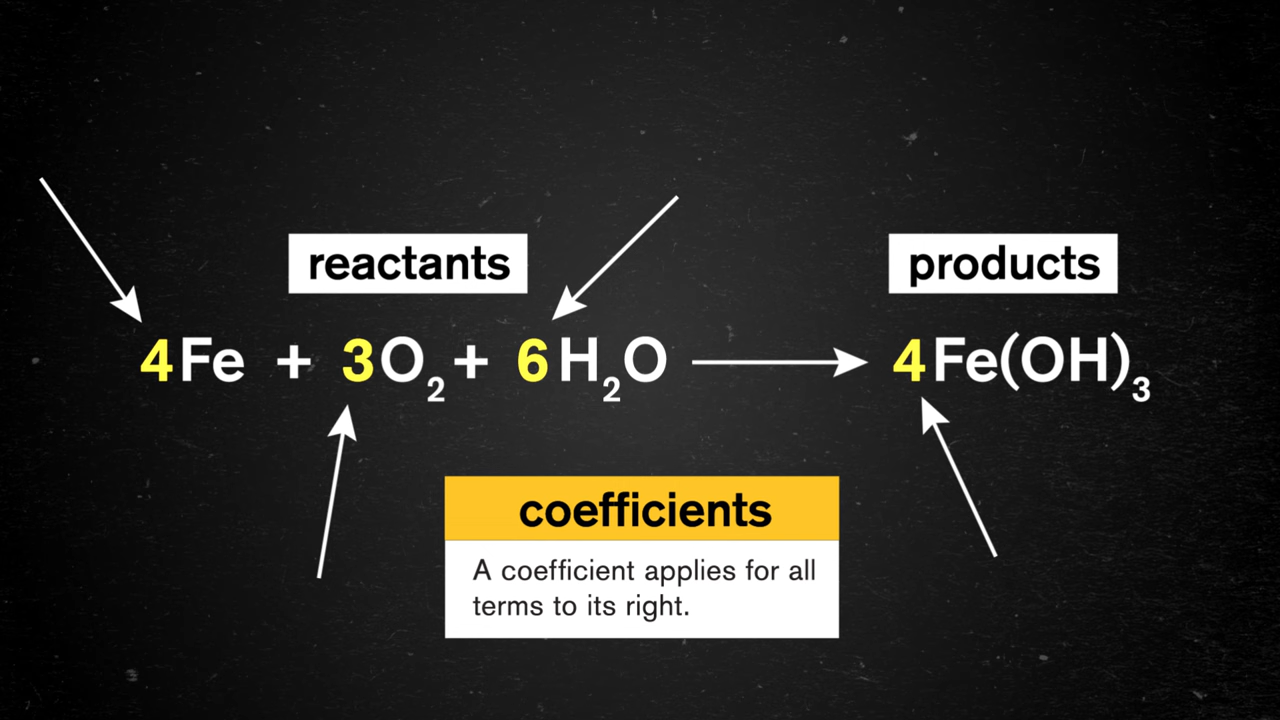 reactants
products
4Fe + 3O₂ + 6H₂O → 4Fe(OH)₃
coefficients
A coefficient applies for all
terms to its right.